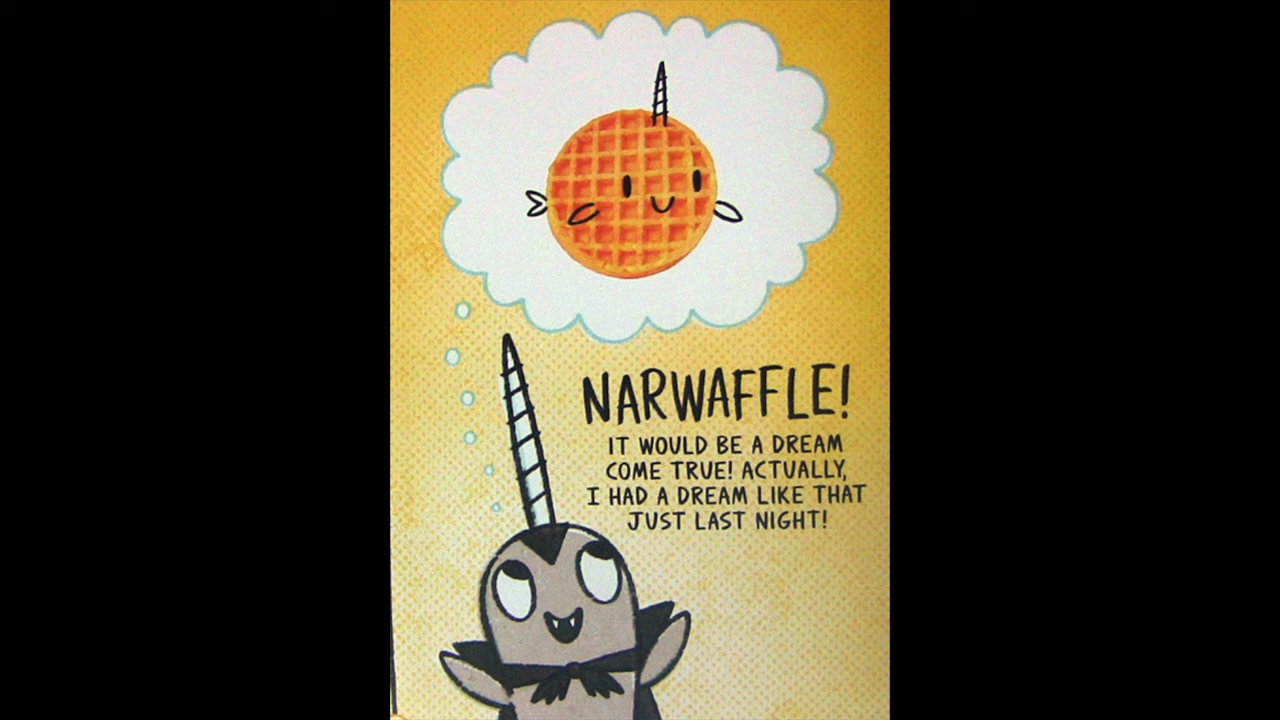 NARWAFFLE!
IT WOULD BE A DREAM
COME TRUE! ACTUALLY,
I HAD A DREAM LIKE THAT
JUST LAST NIGHT!